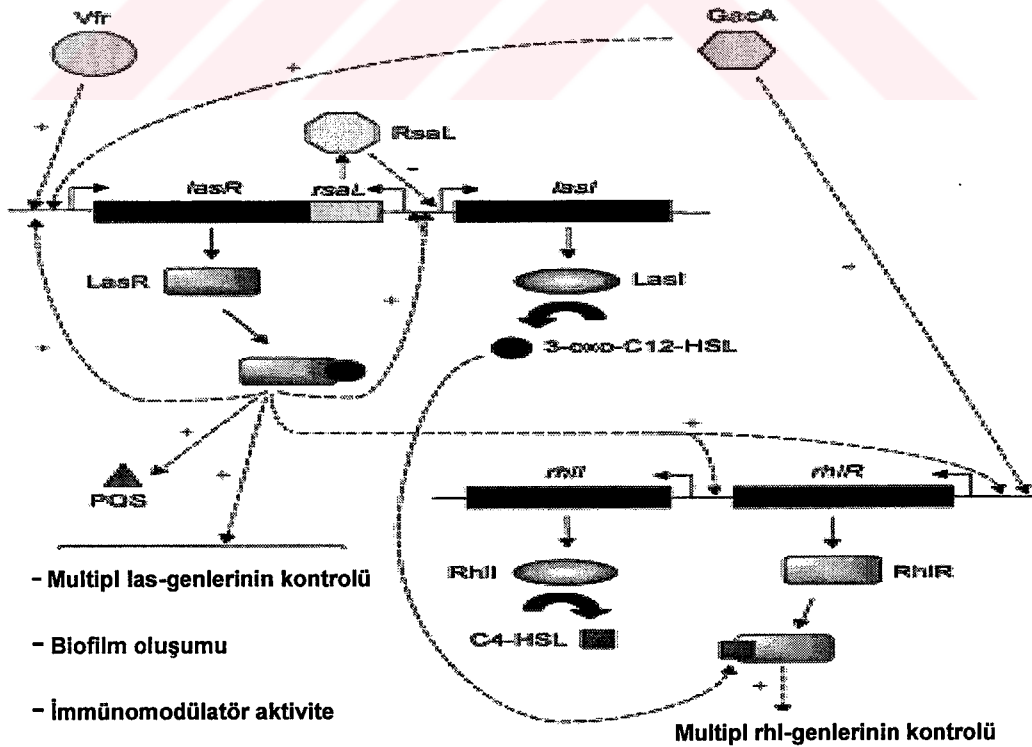 Vfr
GacA
+
+
RsaL
-
lasR
rsaL
lasI
LasR
LasI
+
+
+
3-oxo-C12-HSL
+
+
+
PQS
rhlI
rhlR
- Multipl las-genlerinin kontrolü
RhlI
RhlR
- Biofilm oluşumu
C4-HSL
+
- İmmünomodülatör aktivite
Multipl rhl-genlerinin kontrolü